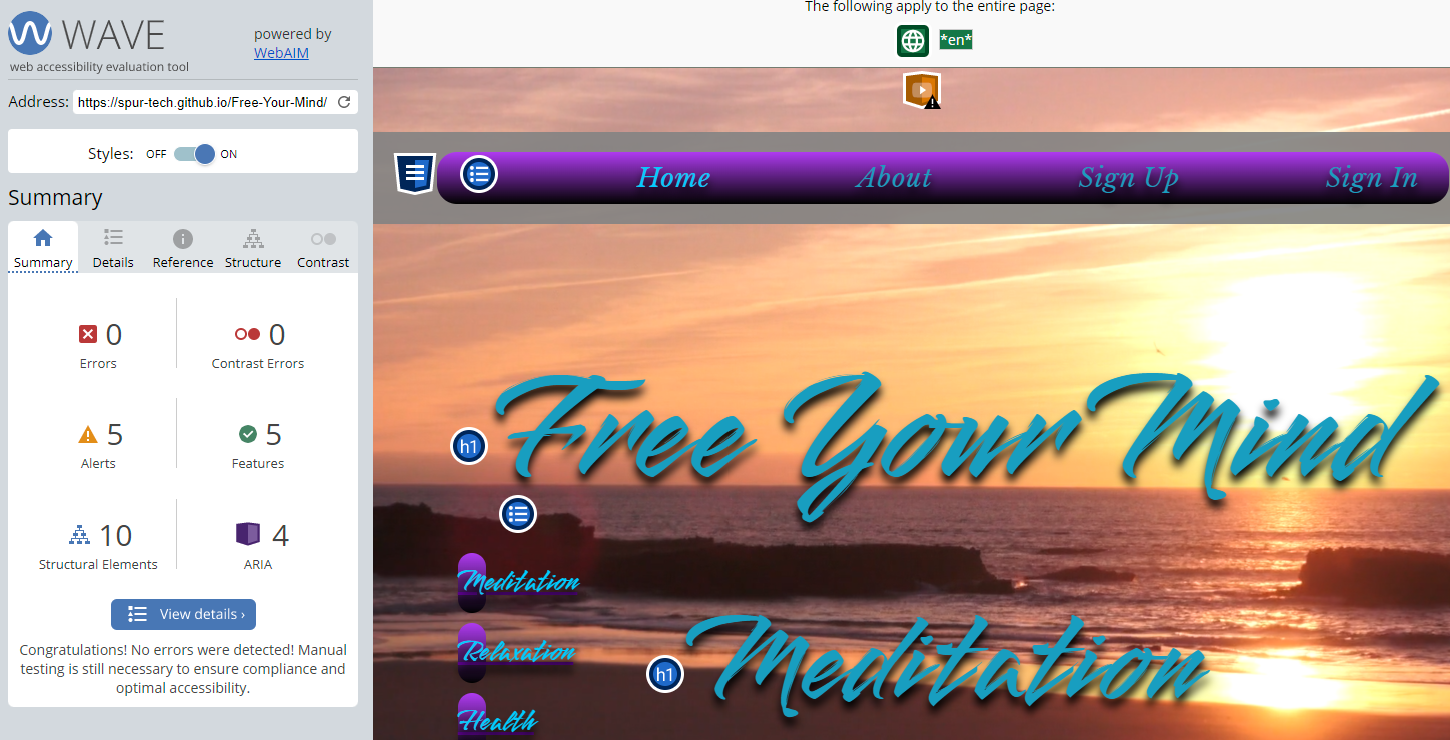 WAVE
web accessibility evaluation tool
powered by
WebAIM
Address: https://spur-tech.github.io/Free-Your-Mind/
Styles: OFF ON
Summary
Summary Details Reference Structure Contrast
0 0
Errors Contrast Errors
5 5
Alerts Features
10 4
Structural Elements ARIA
View details ›
Congratulations! No errors were detected! Manual
testing is still necessary to ensure compliance and
optimal accessibility.
The following apply to the entire page:
*en*
Home About Sign Up Sign In
h1 Free Your Mind
Meditation
Relaxation
h1 Meditation
Health